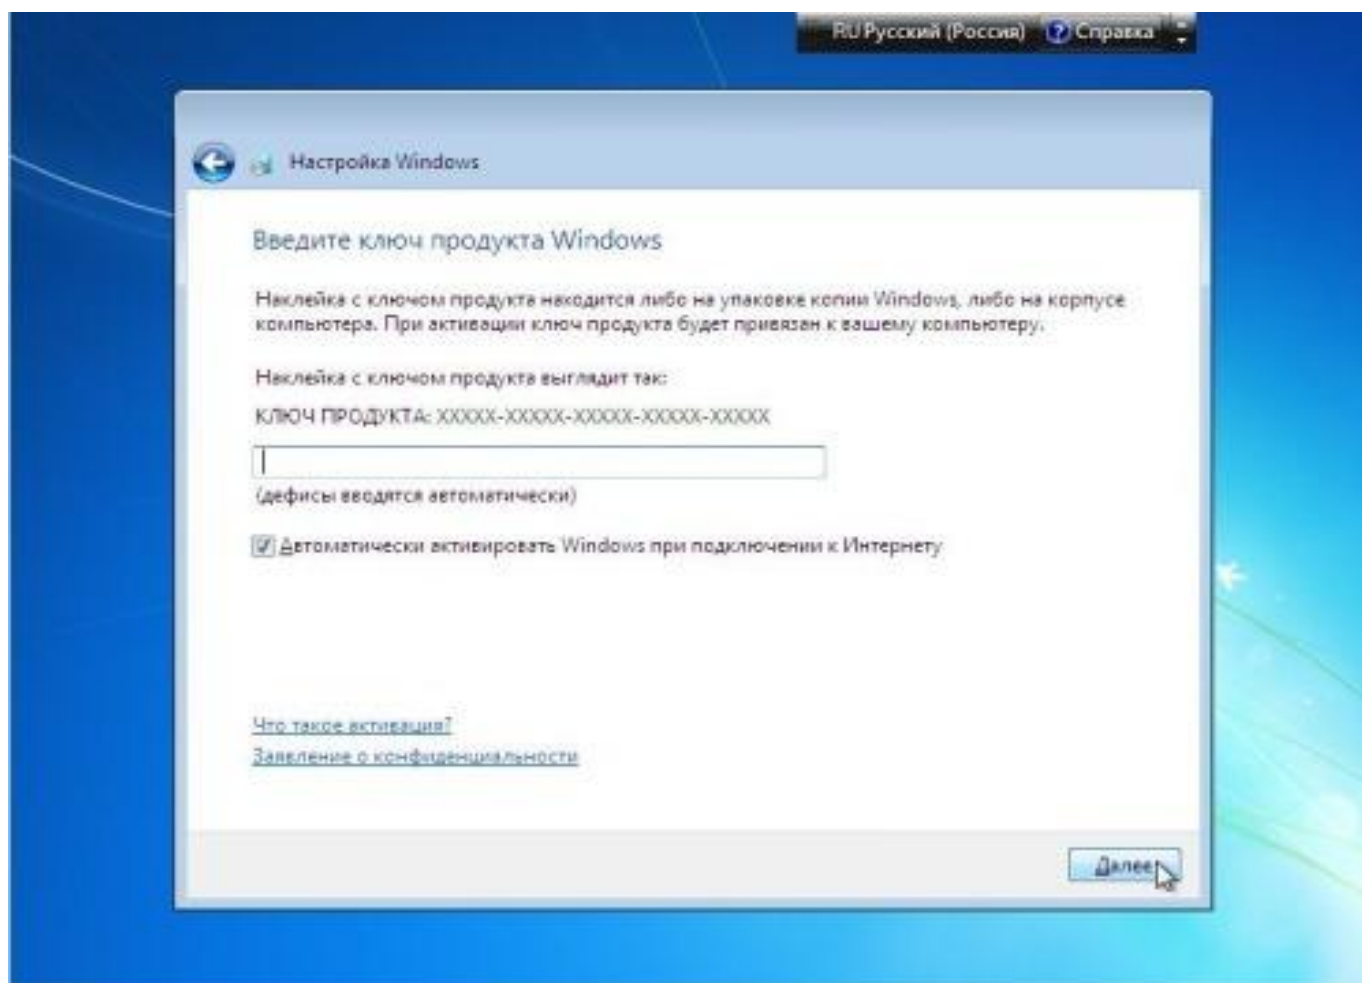 RU Русский (Россия) Справка
Настройка Windows
Введите ключ продукта Windows
Наклейка с ключом продукта находится либо на упаковке копии Windows, либо на корпусе
компьютера. При активации ключ продукта будет привязан к вашему компьютеру.
Наклейка с ключом продукта выглядит так:
КЛЮЧ ПРОДУКТА: XXXXX-XXXXX-XXXXX-XXXXX-XXXXX
(дефисы вводятся автоматически)
Автоматически активировать Windows при подключении к Интернету
Что такое активация?
Заявление о конфиденциальности
Далее